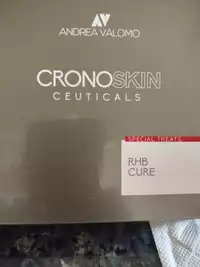 AV
ANDREA VALOMO
CRONOSKIN
CEUTICALS
SPECIAL TREATS
RHB
CURE